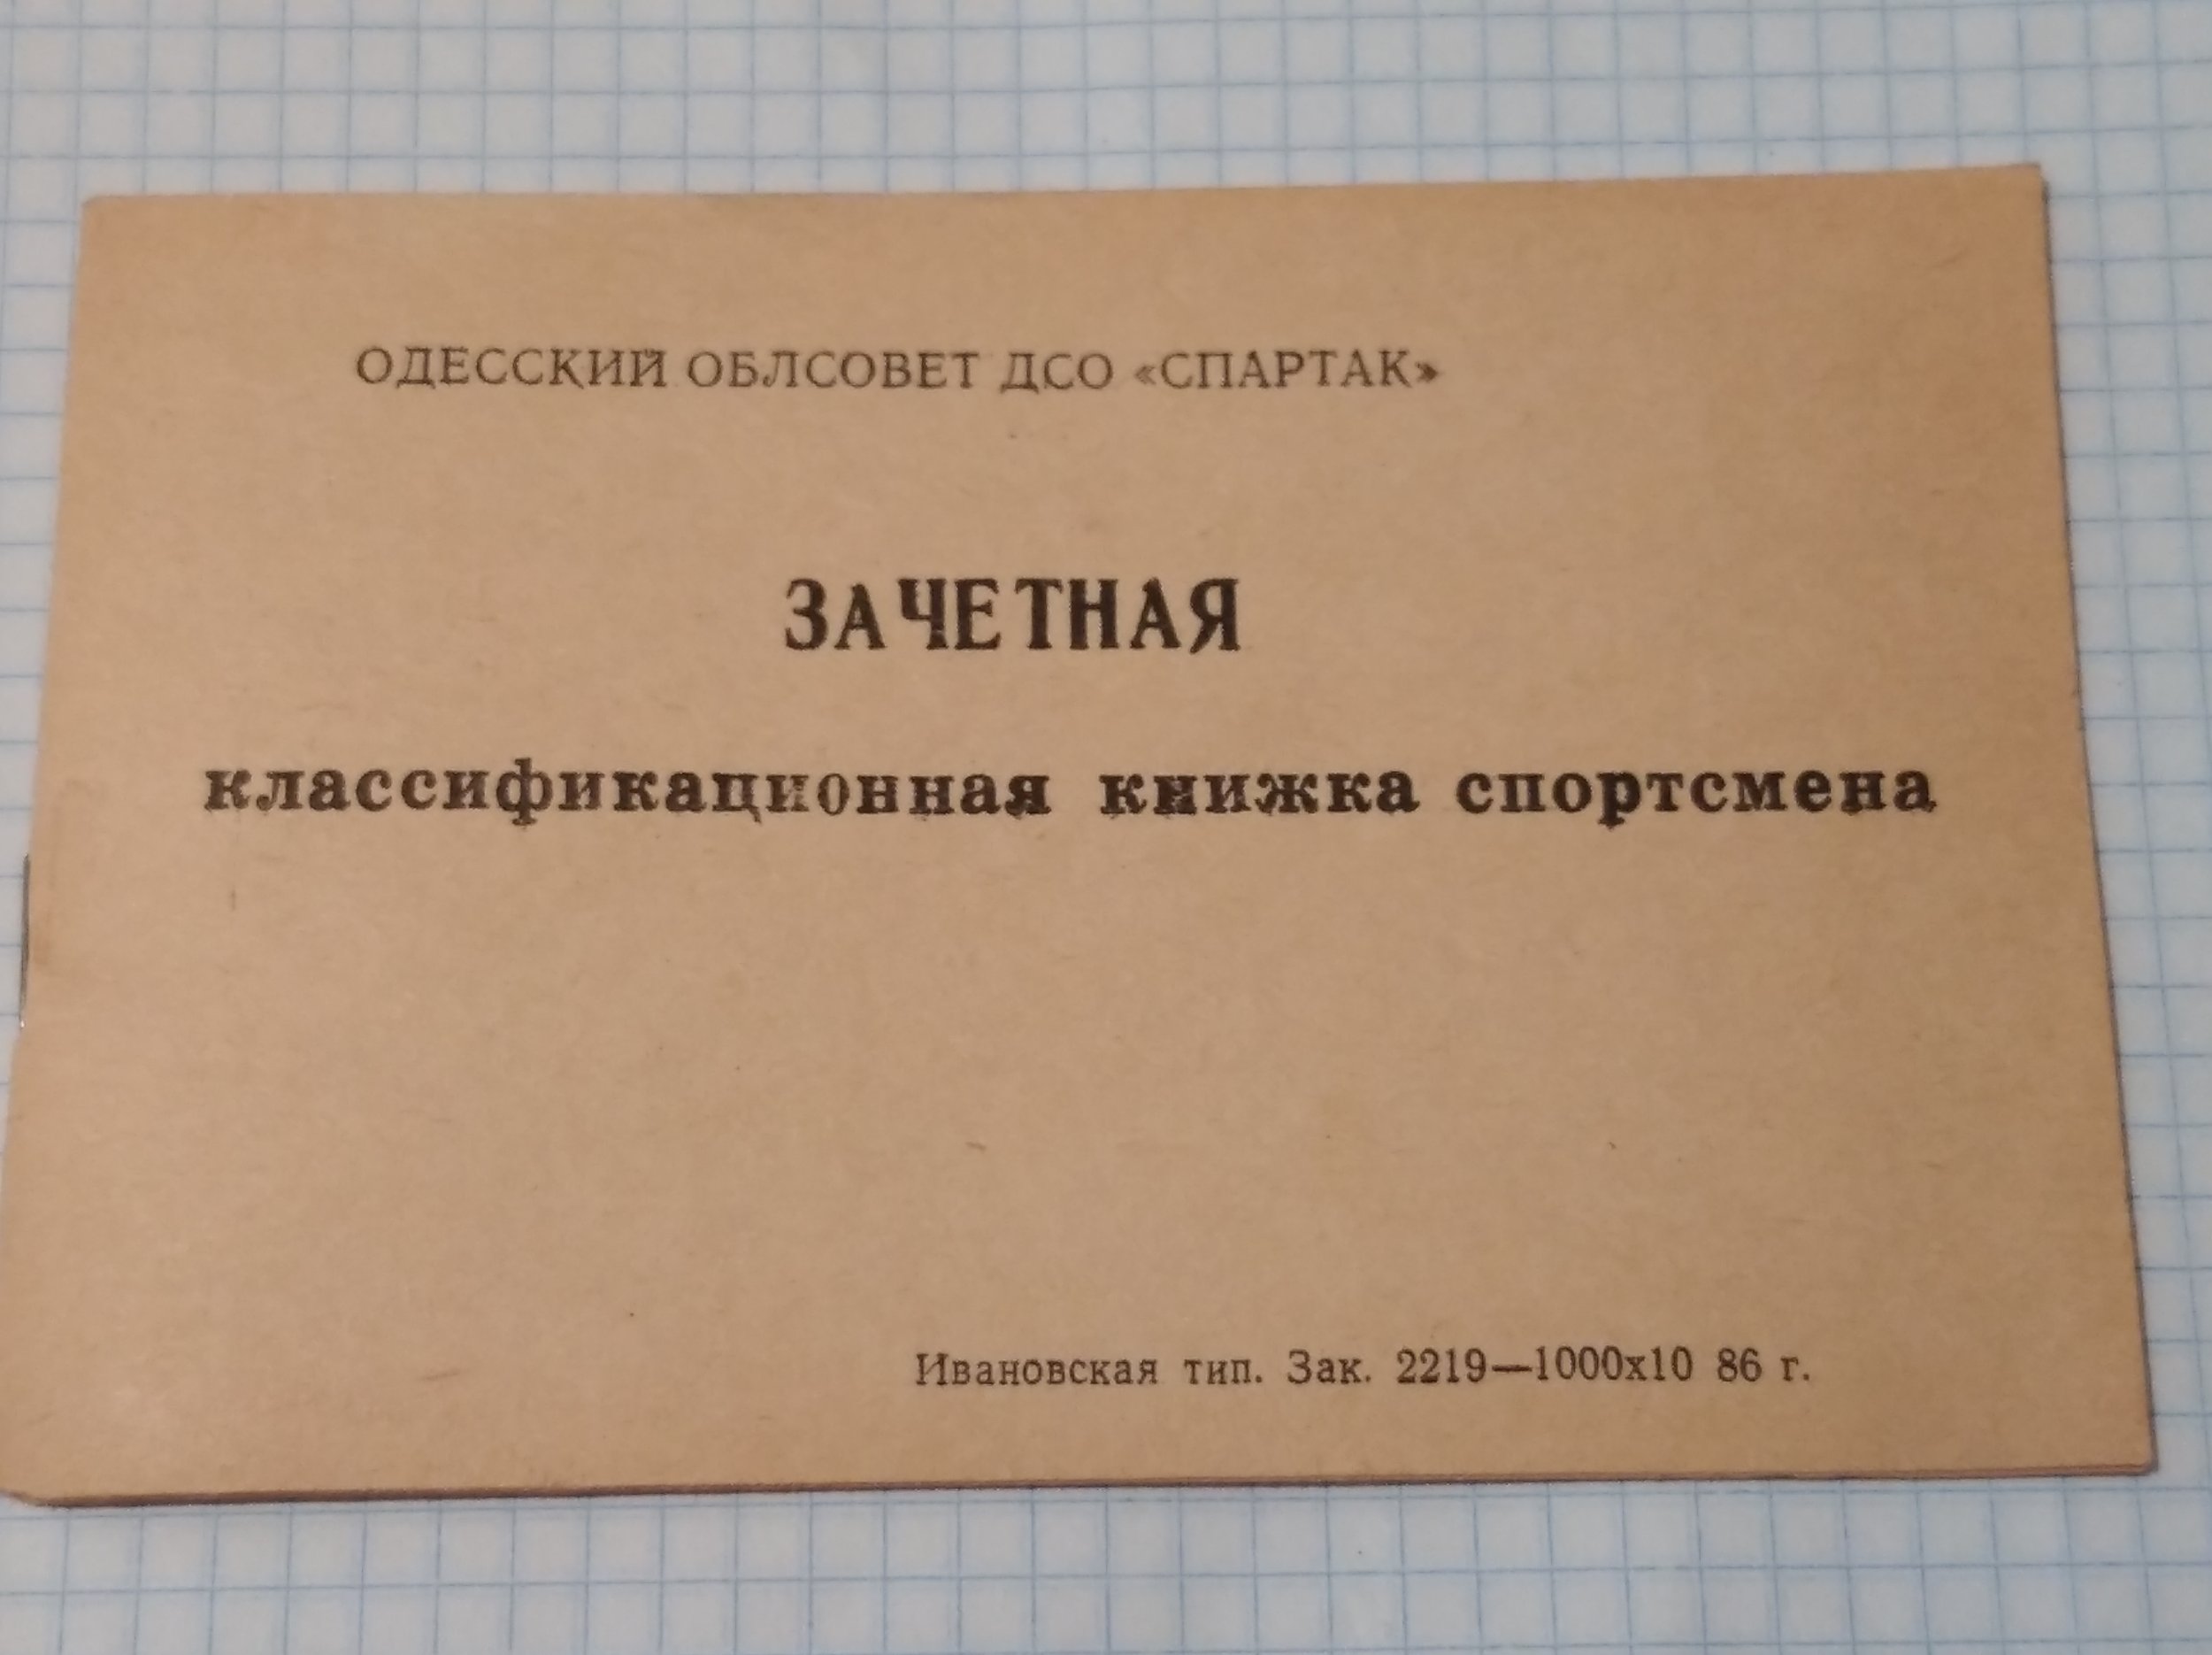 ОДЕССКИЙ ОБЛСОВЕТ ДСО «СПАРТАК»
ЗАЧЕТНАЯ
классификационная книжка спортсмена
Ивановская тип. Зак. 2219—1000х10 86 г.